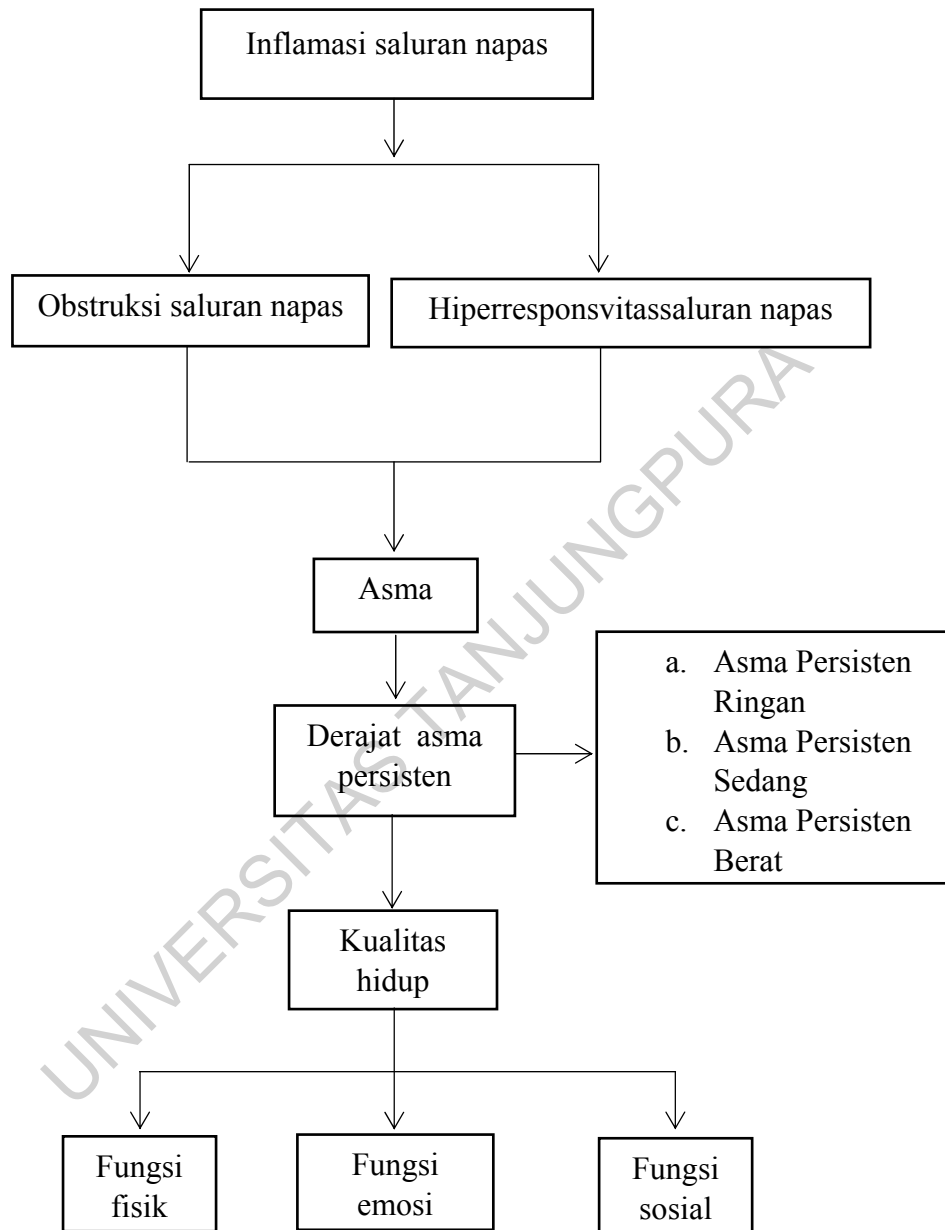 Inflamasi saluran napas
Obstruksi saluran napas
Hiperresponsvitassaluran napas
Asma
Derajat asma
persisten
a. Asma Persisten
Ringan
b. Asma Persisten
Sedang
c. Asma Persisten
Berat
Kualitas
hidup
Fungsi
fisik
Fungsi
emosi
Fungsi
sosial
UNIVERSITAS TANJUNGPURA